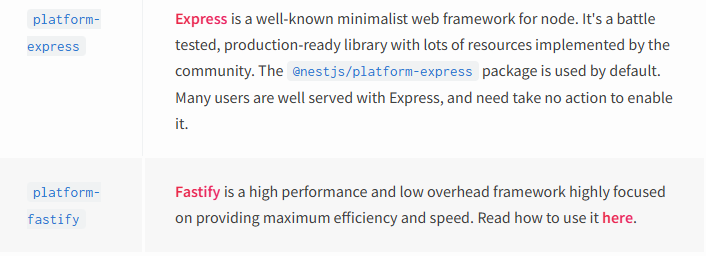 platform-
express
Express is a well-known minimalist web framework for node. It's a battle
tested, production-ready library with lots of resources implemented by the
community. The @nestjs/platform-express package is used by default.
Many users are well served with Express, and need take no action to enable
it.
platform-
fastify
Fastify is a high performance and low overhead framework highly focused
on providing maximum efficiency and speed. Read how to use it here.